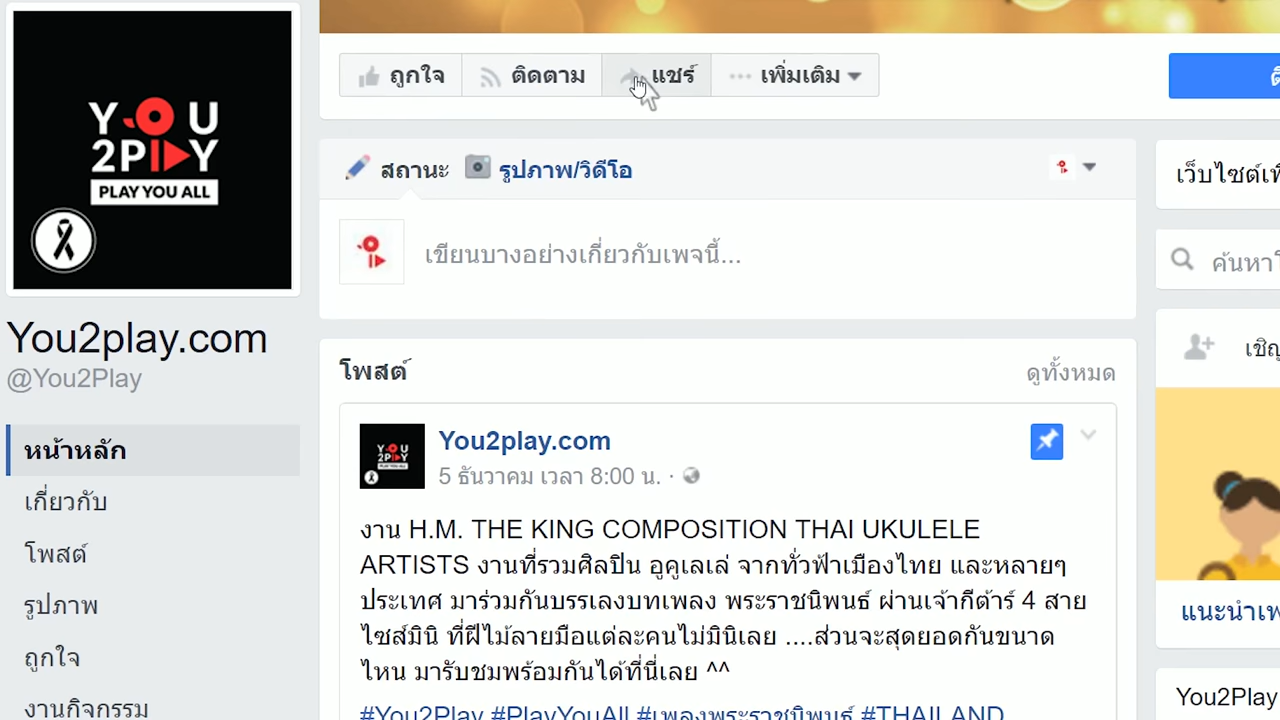 YOU
2PLAY
PLAY YOU ALL
You2play.com
@You2Play
หน้าหลัก
เกี่ยวกับ
โพสต์
รูปภาพ
ถูกใจ
งานกิจกรรม
ถูกใจ
ติดตาม
แชร์
เพิ่มเติม
สถานะ
รูปภาพ/วิดีโอ
เขียนบางอย่างเกี่ยวกับเพจนี้...
โพสต์
ดูทั้งหมด
YOU
2PLAY
You2play.com
5 ธันวาคม เวลา 8:00 น. ·
งาน H.M. THE KING COMPOSITION THAI UKULELE
ARTISTS งานที่รวมศิลปิน อูคูเลเล่ จากทั่วฟ้าเมืองไทย และหลายๆ
ประเทศ มาร่วมกันบรรเลงบทเพลง พระราชนิพนธ์ ผ่านเจ้ากีต้าร์ 4 สาย
ไซส์มินิ ที่ฝีไม้ลายมือแต่ละคนไม่มินิเลย ....ส่วนจะสุดยอดกันขนาด
ไหน มารับชมพร้อมกันได้ที่นี่เลย ^^
#You2Play #PlayYouAll #เพลงพระราชนิพนธ์ #THAILAND
เว็บไซต์เพื
ค้นหาโ
เชิญ
แนะนำเพ
You2Play